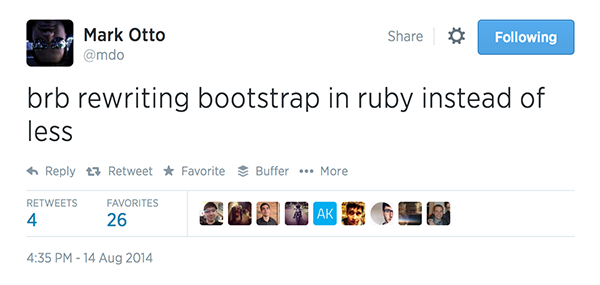 Mark Otto
@mdo
Share
Following
brb rewriting bootstrap in ruby instead of
less
Reply Retweet Favorite Buffer More
RETWEETS FAVORITES
4 26
AK
4:35 PM - 14 Aug 2014